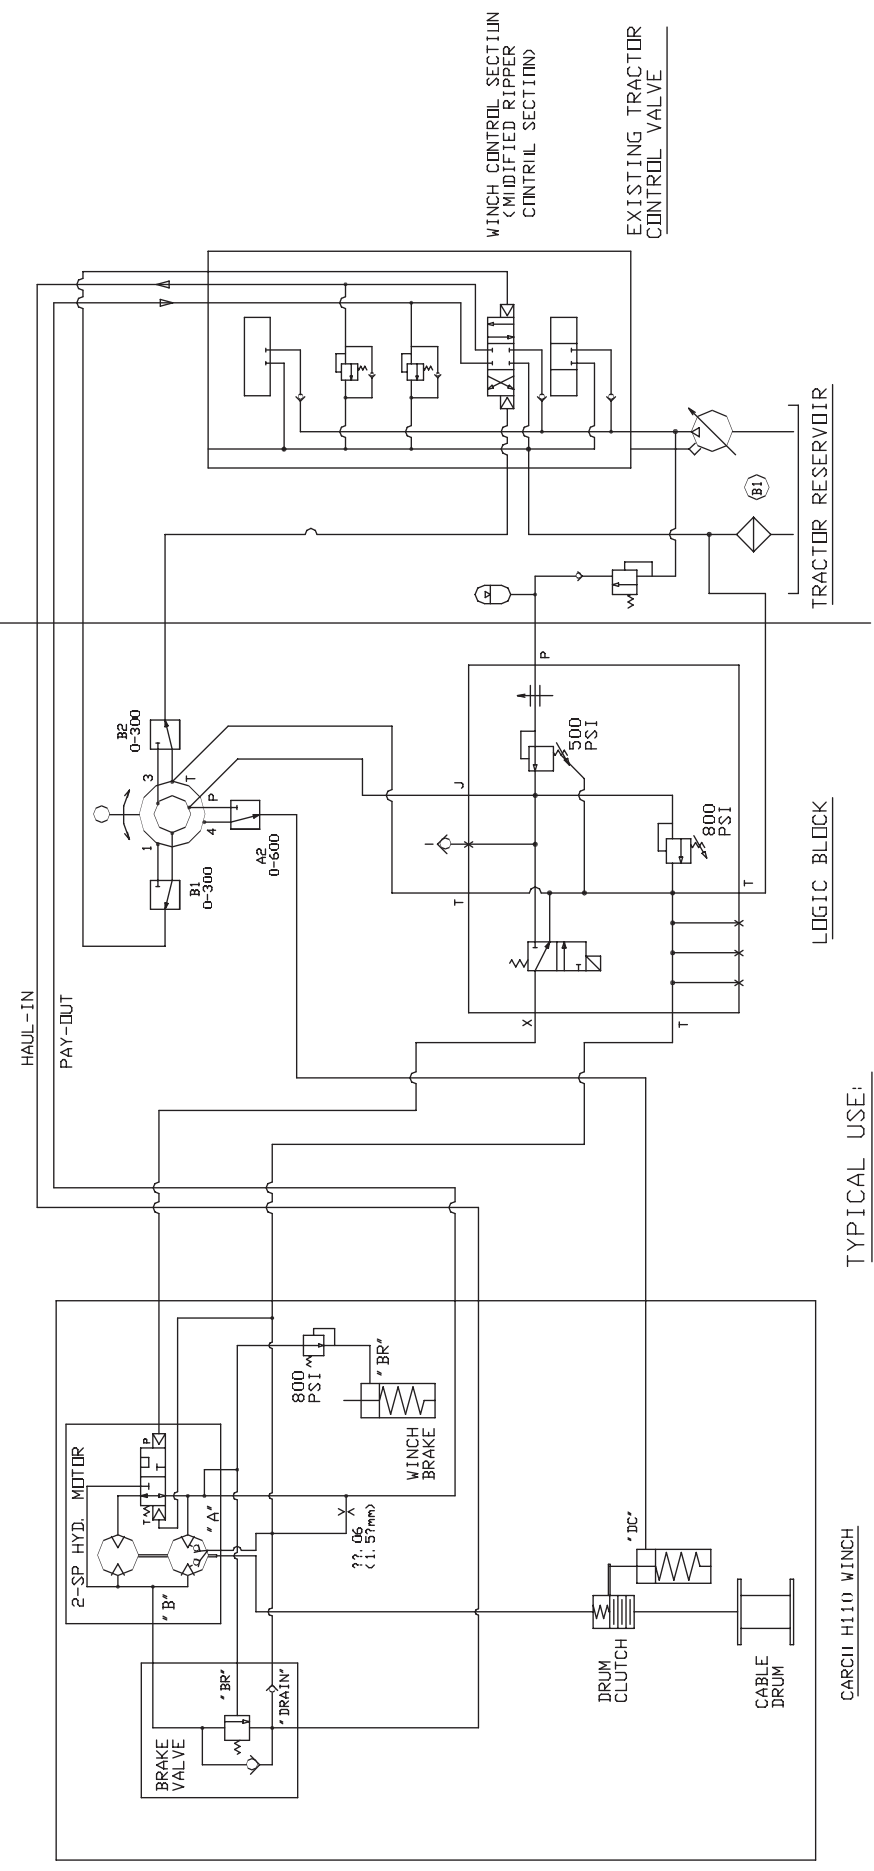 WINCH CONTROL SECTION
(MODIFIED RIPPER
CONTROL SECTION)
EXISTING TRACTOR
CONTROL VALVE
TRACTOR RESERVOIR
B1
P
500
PSI
800
PSI
J
T
T
X
T
LOGIC BLOCK
B2
0-300
3
T
P
4
1
A2
0-600
B1
0-300
HAUL-IN
PAY-OUT
TYPICAL USE:
2-SP HYD. MOTOR
P
T
"A"
"B"
800
PSI
"BR"
WINCH
BRAKE
??.06
(1.5?mm)
"DC"
DRUM
CLUTCH
CABLE
DRUM
"BR"
"DRAIN"
BRAKE
VALVE
CARCO H110 WINCH